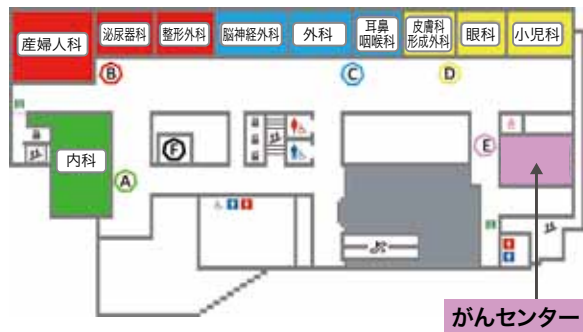 産婦人科
泌尿器科
整形外科
脳神経外科
外科
耳鼻
咽喉科
皮膚科
形成外科
眼科
小児科
B
C
D
F
E
内科
A
がんセンター